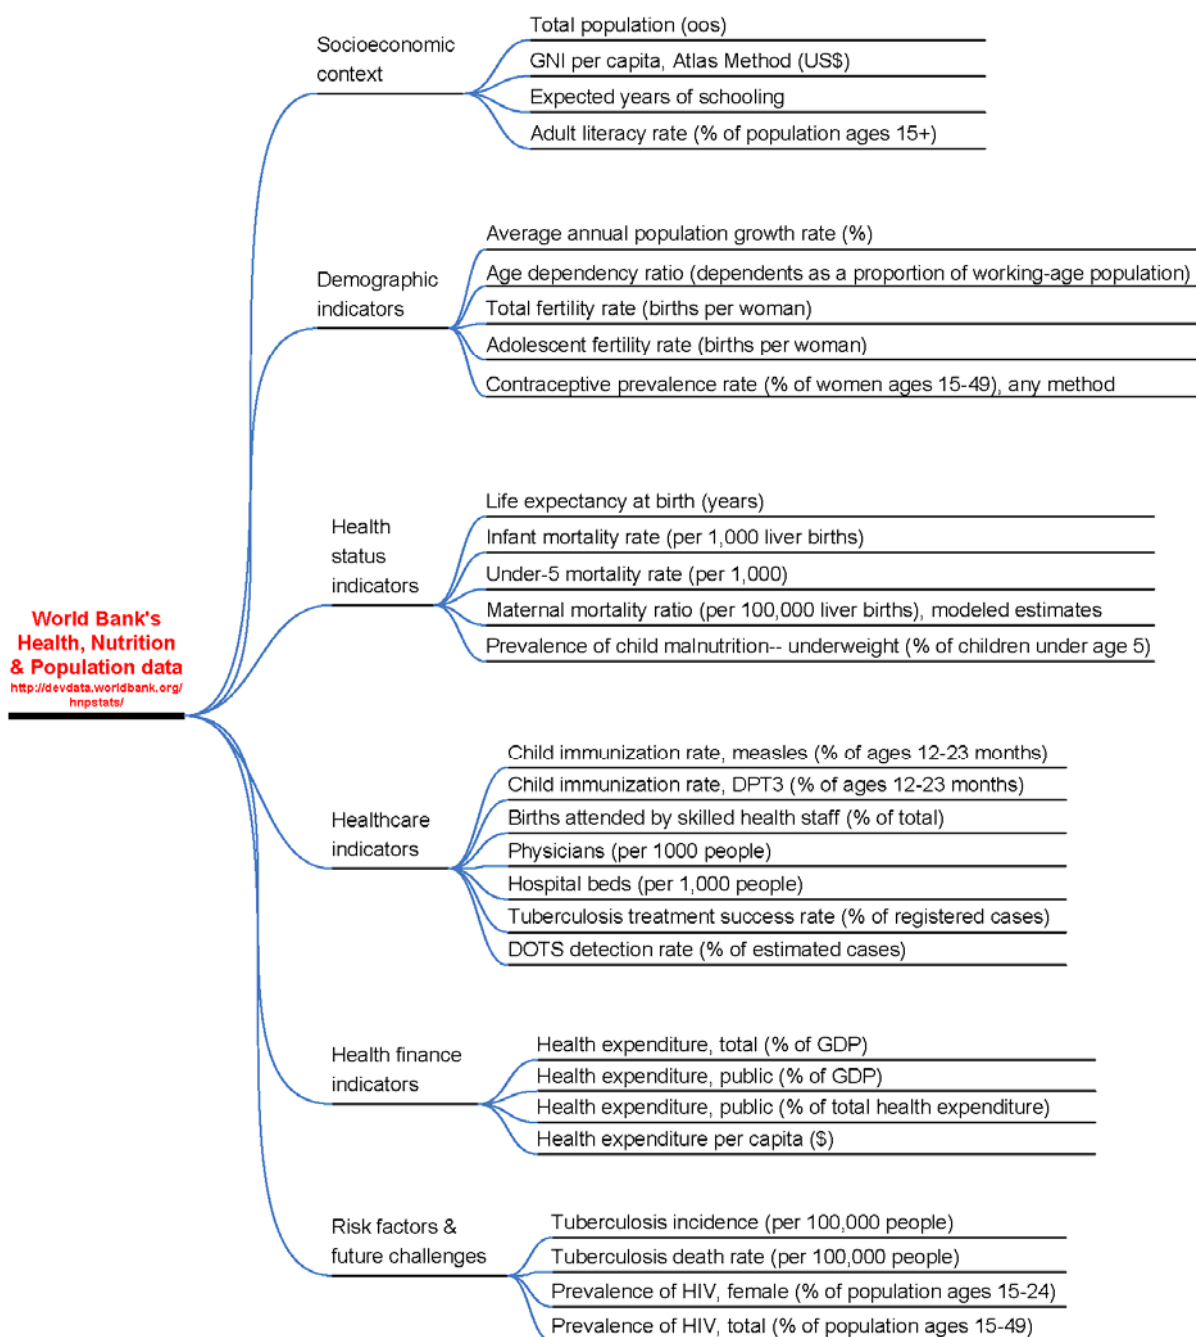 World Bank's
Health, Nutrition
& Population data
http://devdata.worldbank.org/
hnpstats/
Socioeconomic
context
Total population (oos)
GNI per capita, Atlas Method (US$)
Expected years of schooling
Adult literacy rate (% of population ages 15+)
Demographic
indicators
Average annual population growth rate (%)
Age dependency ratio (dependents as a proportion of working-age population)
Total fertility rate (births per woman)
Adolescent fertility rate (births per woman)
Contraceptive prevalence rate (% of women ages 15-49), any method
Health
status
indicators
Life expectancy at birth (years)
Infant mortality rate (per 1,000 liver births)
Under-5 mortality rate (per 1,000)
Maternal mortality ratio (per 100,000 liver births), modeled estimates
Prevalence of child malnutrition-- underweight (% of children under age 5)
Healthcare
indicators
Child immunization rate, measles (% of ages 12-23 months)
Child immunization rate, DPT3 (% of ages 12-23 months)
Births attended by skilled health staff (% of total)
Physicians (per 1000 people)
Hospital beds (per 1,000 people)
Tuberculosis treatment success rate (% of registered cases)
DOTS detection rate (% of estimated cases)
Health finance
indicators
Health expenditure, total (% of GDP)
Health expenditure, public (% of GDP)
Health expenditure, public (% of total health expenditure)
Health expenditure per capita ($)
Risk factors &
future challenges
Tuberculosis incidence (per 100,000 people)
Tuberculosis death rate (per 100,000 people)
Prevalence of HIV, female (% of population ages 15-24)
Prevalence of HIV, total (% of population ages 15-49)